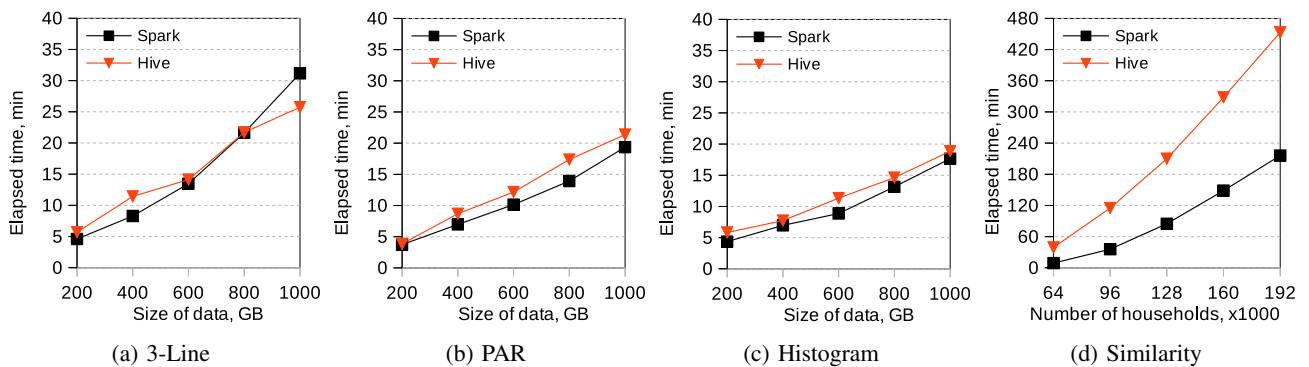 40
35
30
25
20
15
10
5
0
Elapsed time, min
Spark
Hive
200 400 600 800 1000
Size of data, GB
(a) 3-Line
40
35
30
25
20
15
10
5
0
Elapsed time, min
Spark
Hive
200 400 600 800 1000
Size of data, GB
(b) PAR
40
35
30
25
20
15
10
5
0
Elapsed time, min
Spark
Hive
200 400 600 800 1000
Size of data, GB
(c) Histogram
480
420
360
300
240
180
120
60
0
Elapsed time, min
Spark
Hive
64 96 128 160 192
Number of households, x1000
(d) Similarity